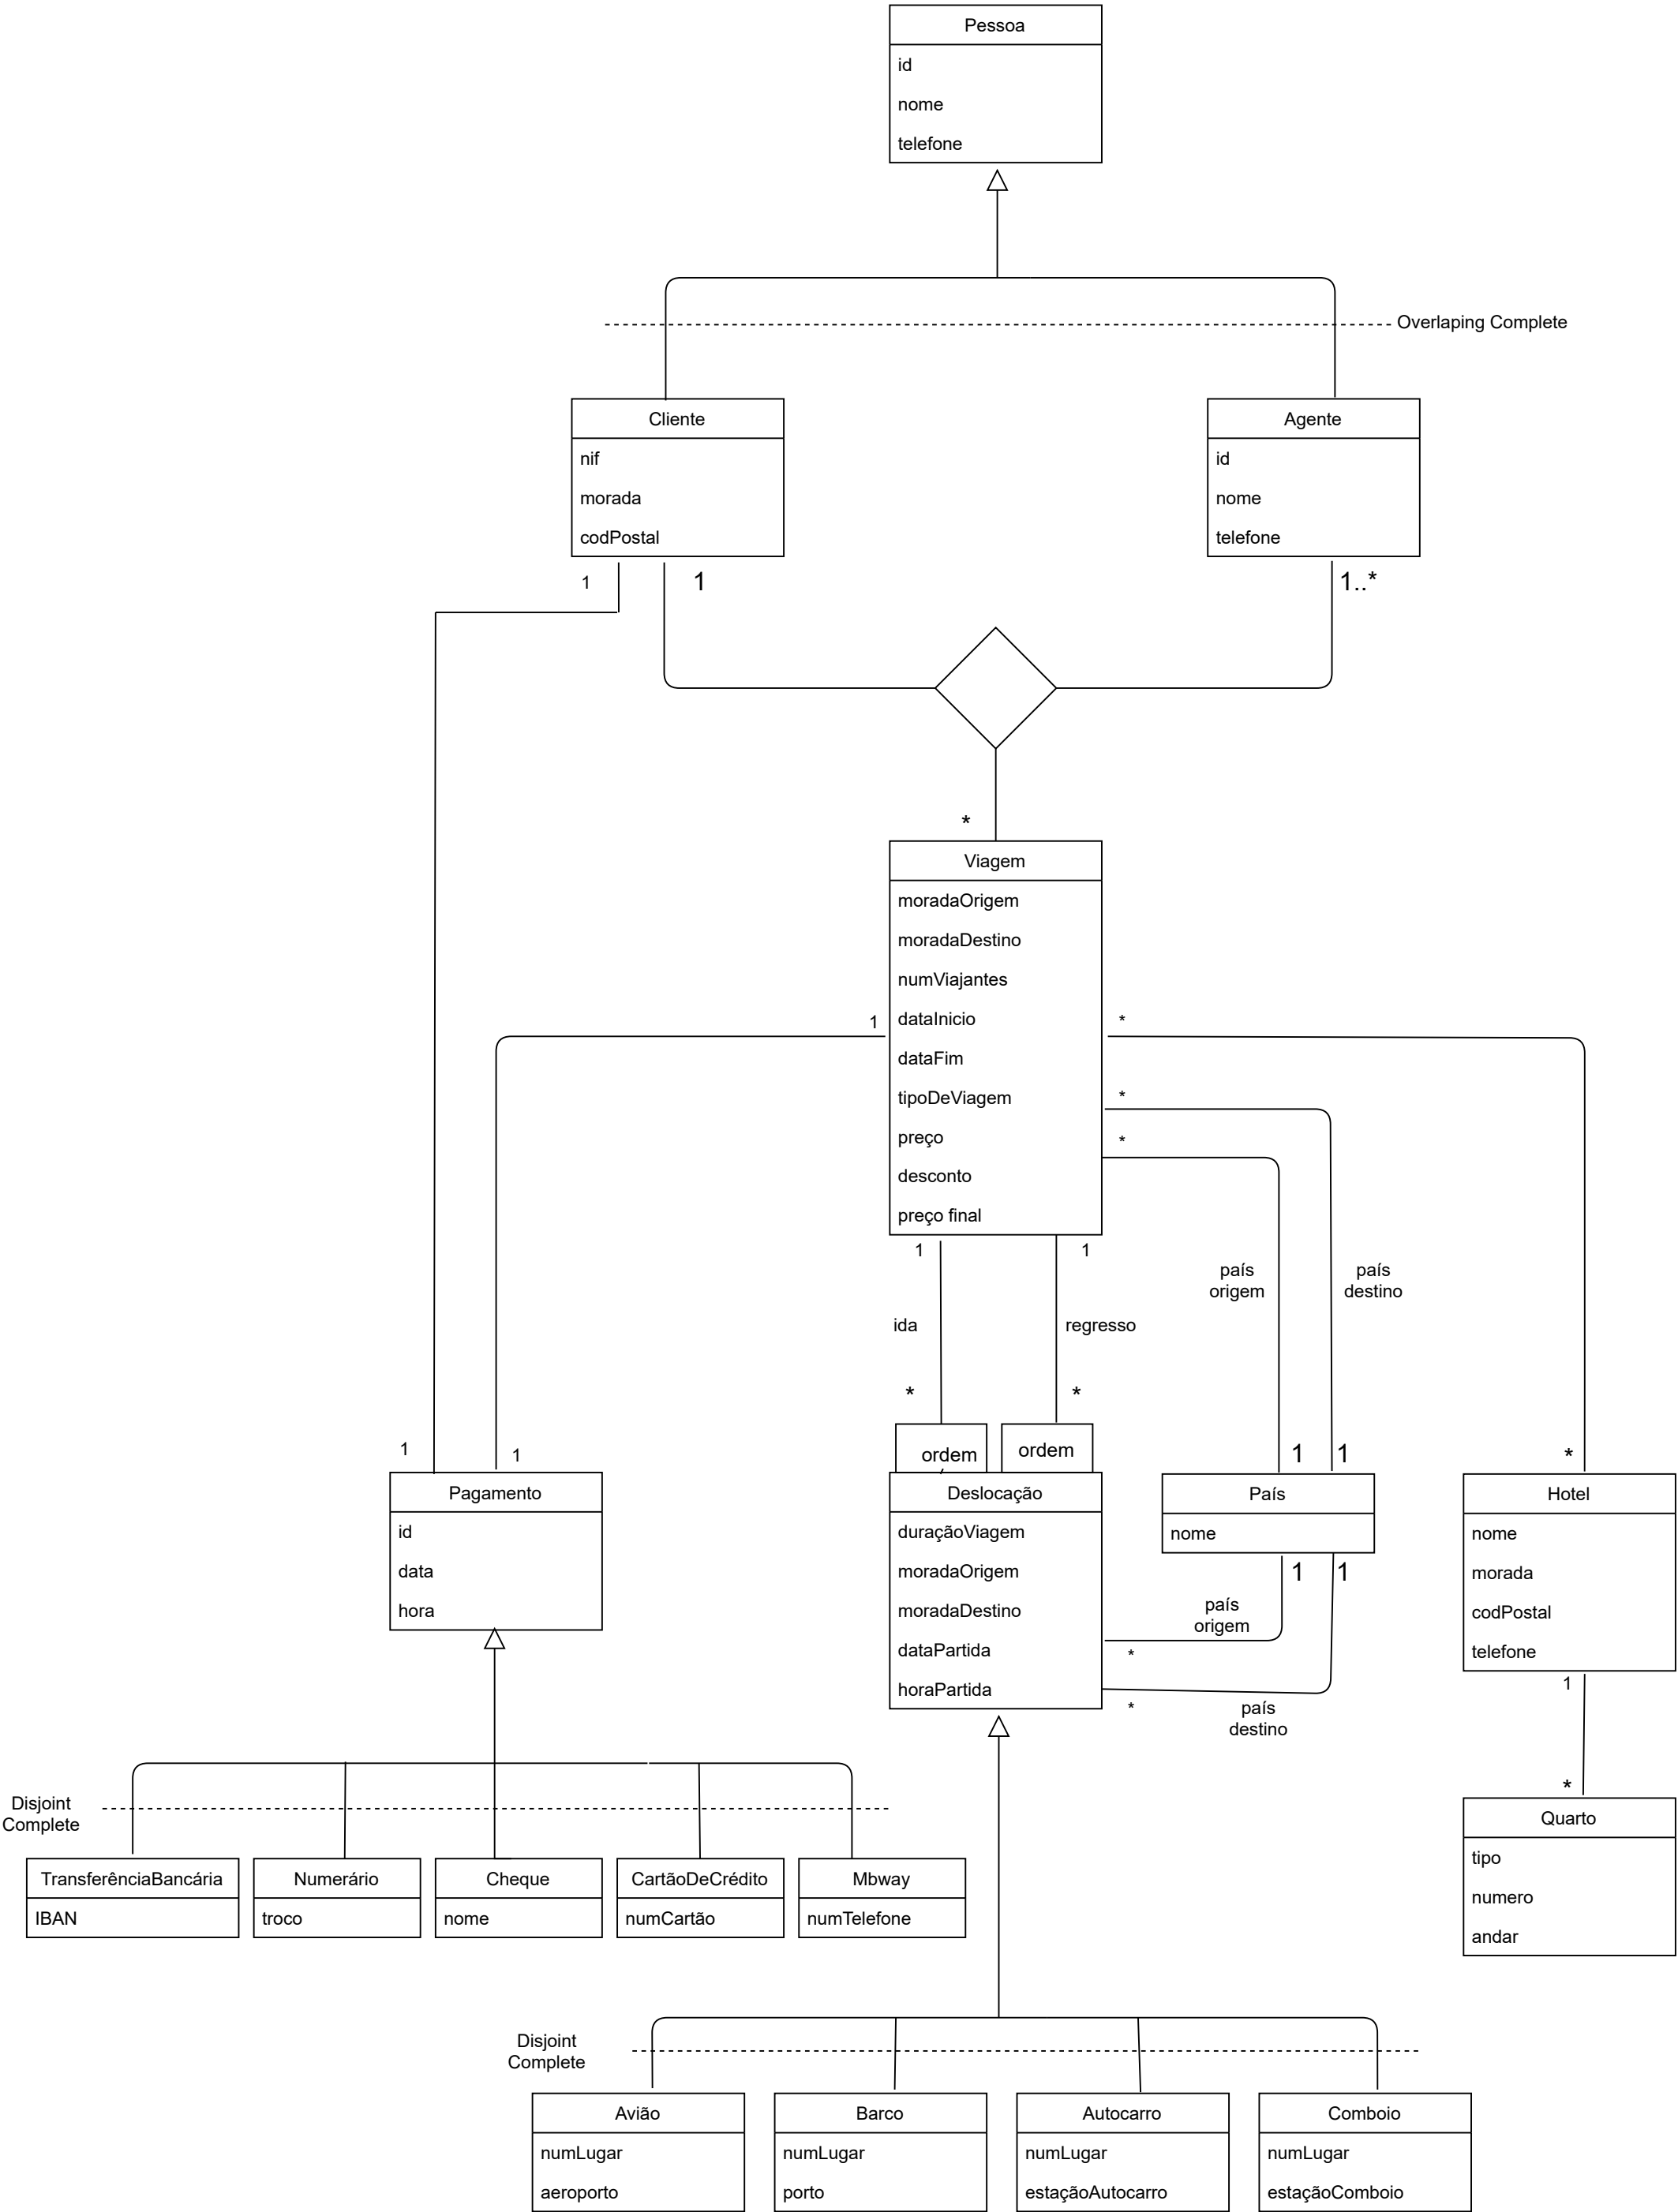 Pessoa
id
nome
telefone
Overlaping Complete
Cliente
nif
morada
codPostal
Agente
id
nome
telefone
1
1
1..*
*
Viagem
moradaOrigem
moradaDestino
numViajantes
dataInicio
dataFim
tipoDeViagem
preço
desconto
preço final
1
*
*
*
1
1
país
origem
país
destino
ida
regresso
*
*
1
1
1
1
*
ordem
ordem
Pagamento
id
data
hora
Deslocação
duraçãoViagem
moradaOrigem
moradaDestino
dataPartida
horaPartida
País
nome
1
1
país
origem
*
*
país
destino
Hotel
nome
morada
codPostal
telefone
1
*
Quarto
tipo
numero
andar
Disjoint
Complete
TransferênciaBancária
IBAN
Numerário
troco
Cheque
nome
CartãoDeCrédito
numCartão
Mbway
numTelefone
Disjoint
Complete
Avião
numLugar
aeroporto
Barco
numLugar
porto
Autocarro
numLugar
estaçãoAutocarro
Comboio
numLugar
estaçãoComboio